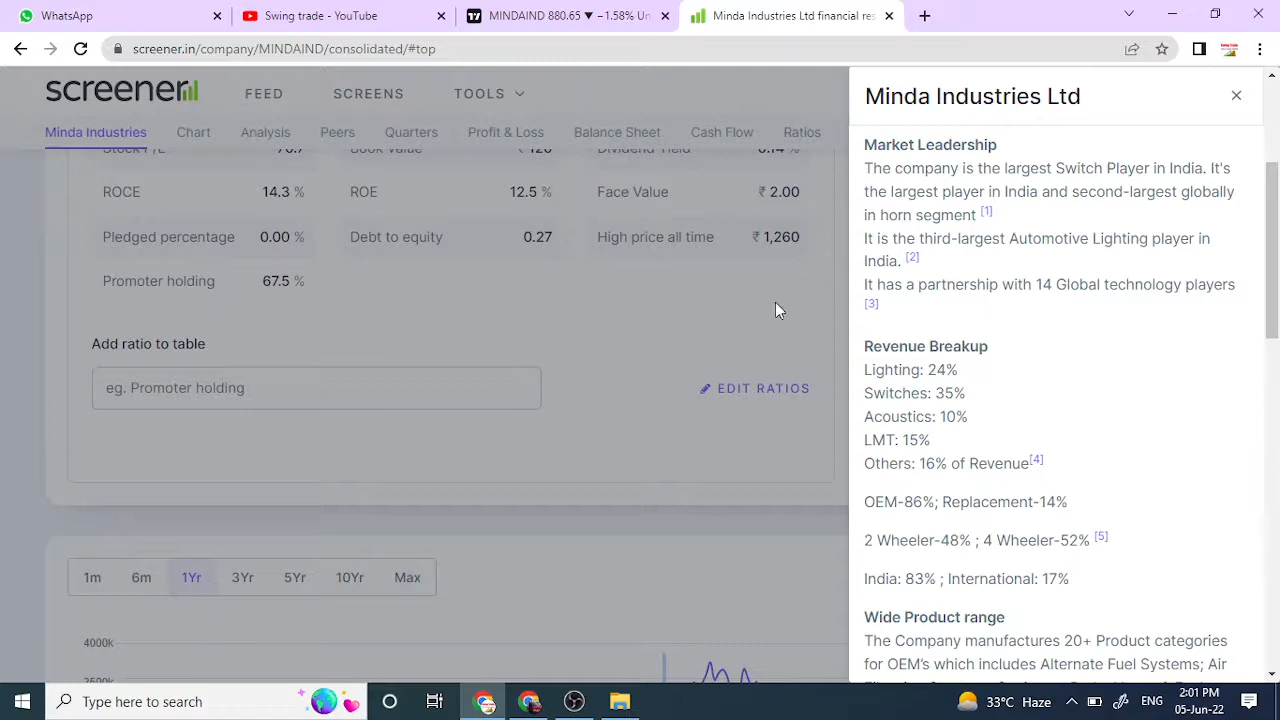 WhatsApp
Swing trade - YouTube
MINDAIND 880.65 ▼ −1.58% Un
Minda Industries Ltd financial res
screener.in/company/MINDAIND/consolidated/#top
screener
FEED
SCREENS
TOOLS
Minda Industries
Chart
Analysis
Peers
Quarters
Profit & Loss
Balance Sheet
Cash Flow
Ratios
Stock P/E
Book Value
₹ 120
Dividend Yield
%
ROCE
14.3 %
ROE
12.5 %
Face Value
₹ 2.00
Pledged percentage
0.00 %
Debt to equity
0.27
High price all time
₹ 1,260
Promoter holding
67.5 %
Add ratio to table
eg. Promoter holding
EDIT RATIOS
1m
6m
1Yr
3Yr
5Yr
10Yr
Max
4000k
Minda Industries Ltd
Market Leadership
The company is the largest Switch Player in India. It's
the largest player in India and second-largest globally
in horn segment [1]
It is the third-largest Automotive Lighting player in
India. [2]
It has a partnership with 14 Global technology players
[3]
Revenue Breakup
Lighting: 24%
Switches: 35%
Acoustics: 10%
LMT: 15%
Others: 16% of Revenue[4]
OEM-86%; Replacement-14%
2 Wheeler-48% ; 4 Wheeler-52% [5]
India: 83% ; International: 17%
Wide Product range
The Company manufactures 20+ Product categories
for OEM's which includes Alternate Fuel Systems; Air
Type here to search
33°C Haze
ENG
2:01 PM
05-Jun-22